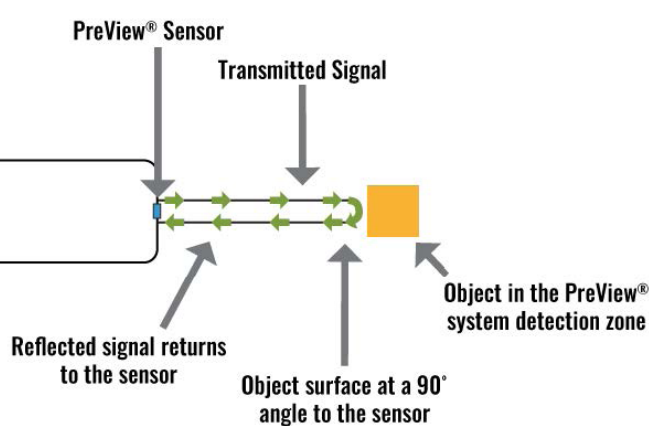 PreView® Sensor
Transmitted Signal
Object in the PreView®
system detection zone
Reflected signal returns
to the sensor
Object surface at a 90°
angle to the sensor